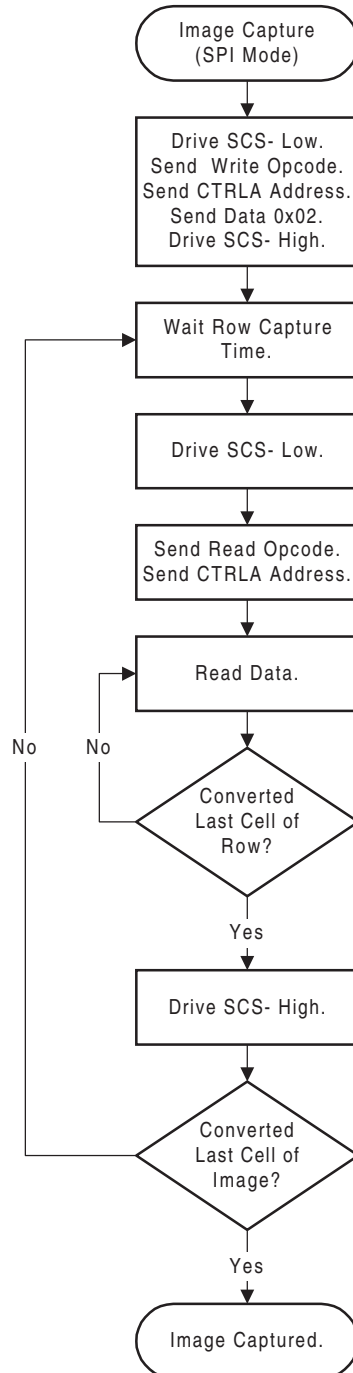 Image Capture
(SPI Mode)
Drive SCS- Low.
Send Write Opcode.
Send CTRLA Address.
Send Data 0x02.
Drive SCS- High.
Wait Row Capture
Time.
Drive SCS- Low.
Send Read Opcode.
Send CTRLA Address.
Read Data.
No
No
Converted
Last Cell of
Row?
Yes
Drive SCS- High.
Converted
Last Cell of
Image?
Yes
Image Captured.